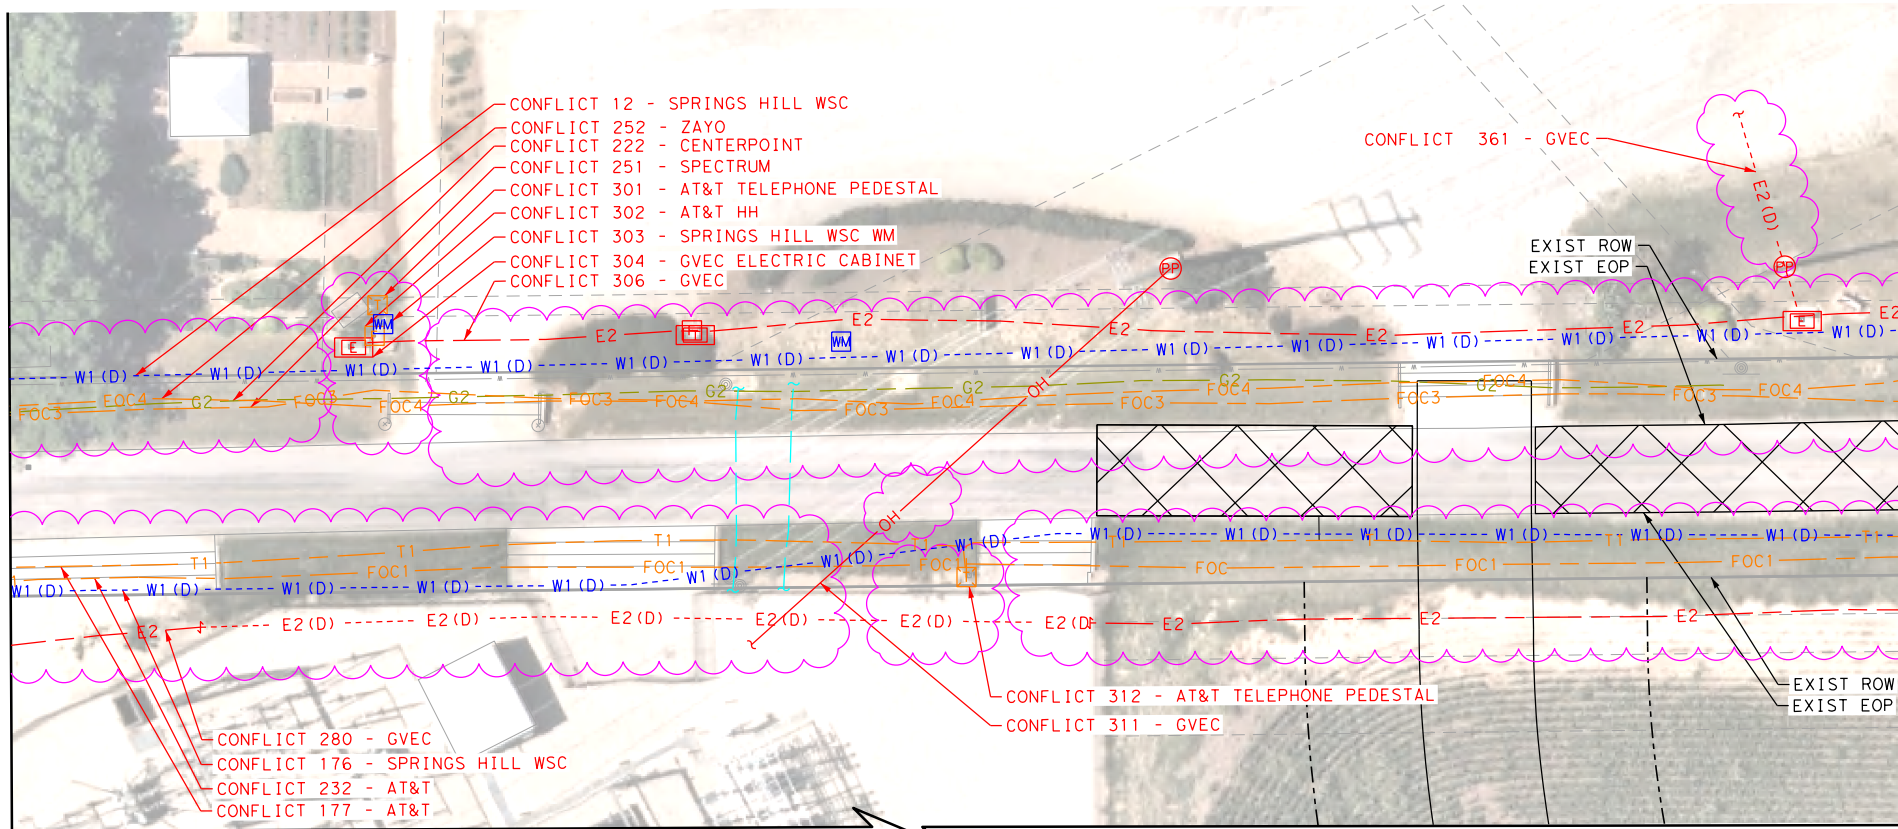 CONFLICT 12 - SPRINGS HILL WSC
CONFLICT 252 - ZAYO
CONFLICT 222 - CENTERPOINT
CONFLICT 251 - SPECTRUM
CONFLICT 301 - AT&T TELEPHONE PEDESTAL
CONFLICT 302 - AT&T HH
CONFLICT 303 - SPRINGS HILL WSC WM
CONFLICT 304 - GVEC ELECTRIC CABINET
CONFLICT 306 - GVEC
CONFLICT 361 - GVEC
E2(D)
EXIST ROW
EXIST EOP
PP
PP
WM
E
E2
E2
E2
E2
E2
E2
WM
E
W1(D) W1(D) W1(D) W1(D) W1(D) W1(D) W1(D) W1(D) W1(D) W1(D) W1(D) W1(D) W1(D) W1(D)
FOC3 FOC4 G2 FOC3 FOC4 G2 FOC3 FOC4 G2 FOC3 FOC4 G2 FOC3 FOC4 G2 FOC3 FOC4 G2 FOC3 FOC4
OH
OH
T1 T1 T1 T1 T1
W1(D) W1(D) W1(D) W1(D) W1(D) W1(D) W1(D) W1(D) W1(D) W1(D) W1(D) W1(D) W1(D) W1(D)
FOC1 FOC1 FOC1 FOC FOC1 FOC1
T
E2 E2(D) E2(D) E2(D) E2(D) E2(D) E2(D) E2 E2 E2
CONFLICT 312 - AT&T TELEPHONE PEDESTAL
CONFLICT 311 - GVEC
EXIST ROW
EXIST EOP
CONFLICT 280 - GVEC
CONFLICT 176 - SPRINGS HILL WSC
CONFLICT 232 - AT&T
CONFLICT 177 - AT&T